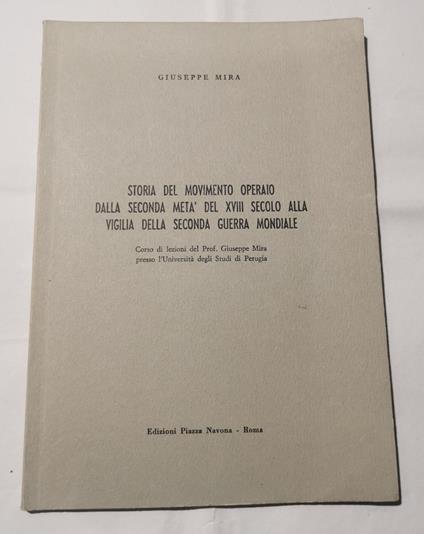 GIUSEPPE MIRA
STORIA DEL MOVIMENTO OPERAIO
DALLA SECONDA META' DEL XVIII SECOLO ALLA
VIGILIA DELLA SECONDA GUERRA MONDIALE
Corso di lezioni del Prof. Giuseppe Mira
presso l'Università degli Studi di Perugia
Edizioni Piazza Navona - Roma